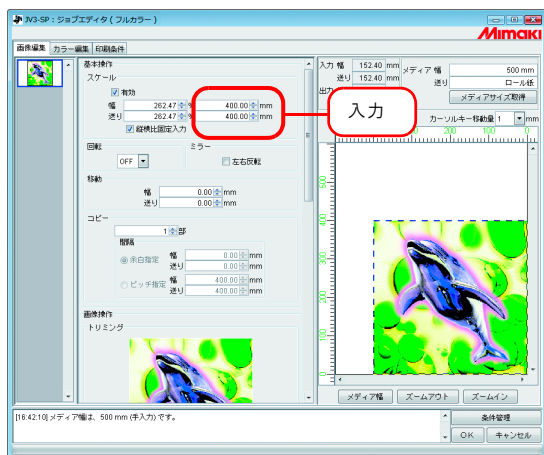 JV3-SP : ジョブエディタ ( フルカラー )
Mimaki
画像編集 カラー編集 印刷条件
基本操作
スケール
有効
幅 262.47 % 400.00 mm
送り 262.47 % 400.00 mm
縦横比固定入力
回転 ミラー
OFF 左右反転
移動
幅 0.00 mm
送り 0.00 mm
コピー
1 部
間隔
余白指定 幅 0.00 mm
送り 0.00 mm
ピッチ指定 幅 400.00 mm
送り 400.00 mm
画像操作
トリミング
入力 幅 152.40 mm
送り 152.40 mm
出力
メディア 幅 500 mm
送り ロール紙
メディアサイズ取得
カーソルキー移動量 1 mm
入力
200 100 0
500
400
300
200
100
0
メディア幅 ズームアウト ズームイン
[16:42:10] メディア幅は、500 mm (手入力) です。
条件管理
OK キャンセル